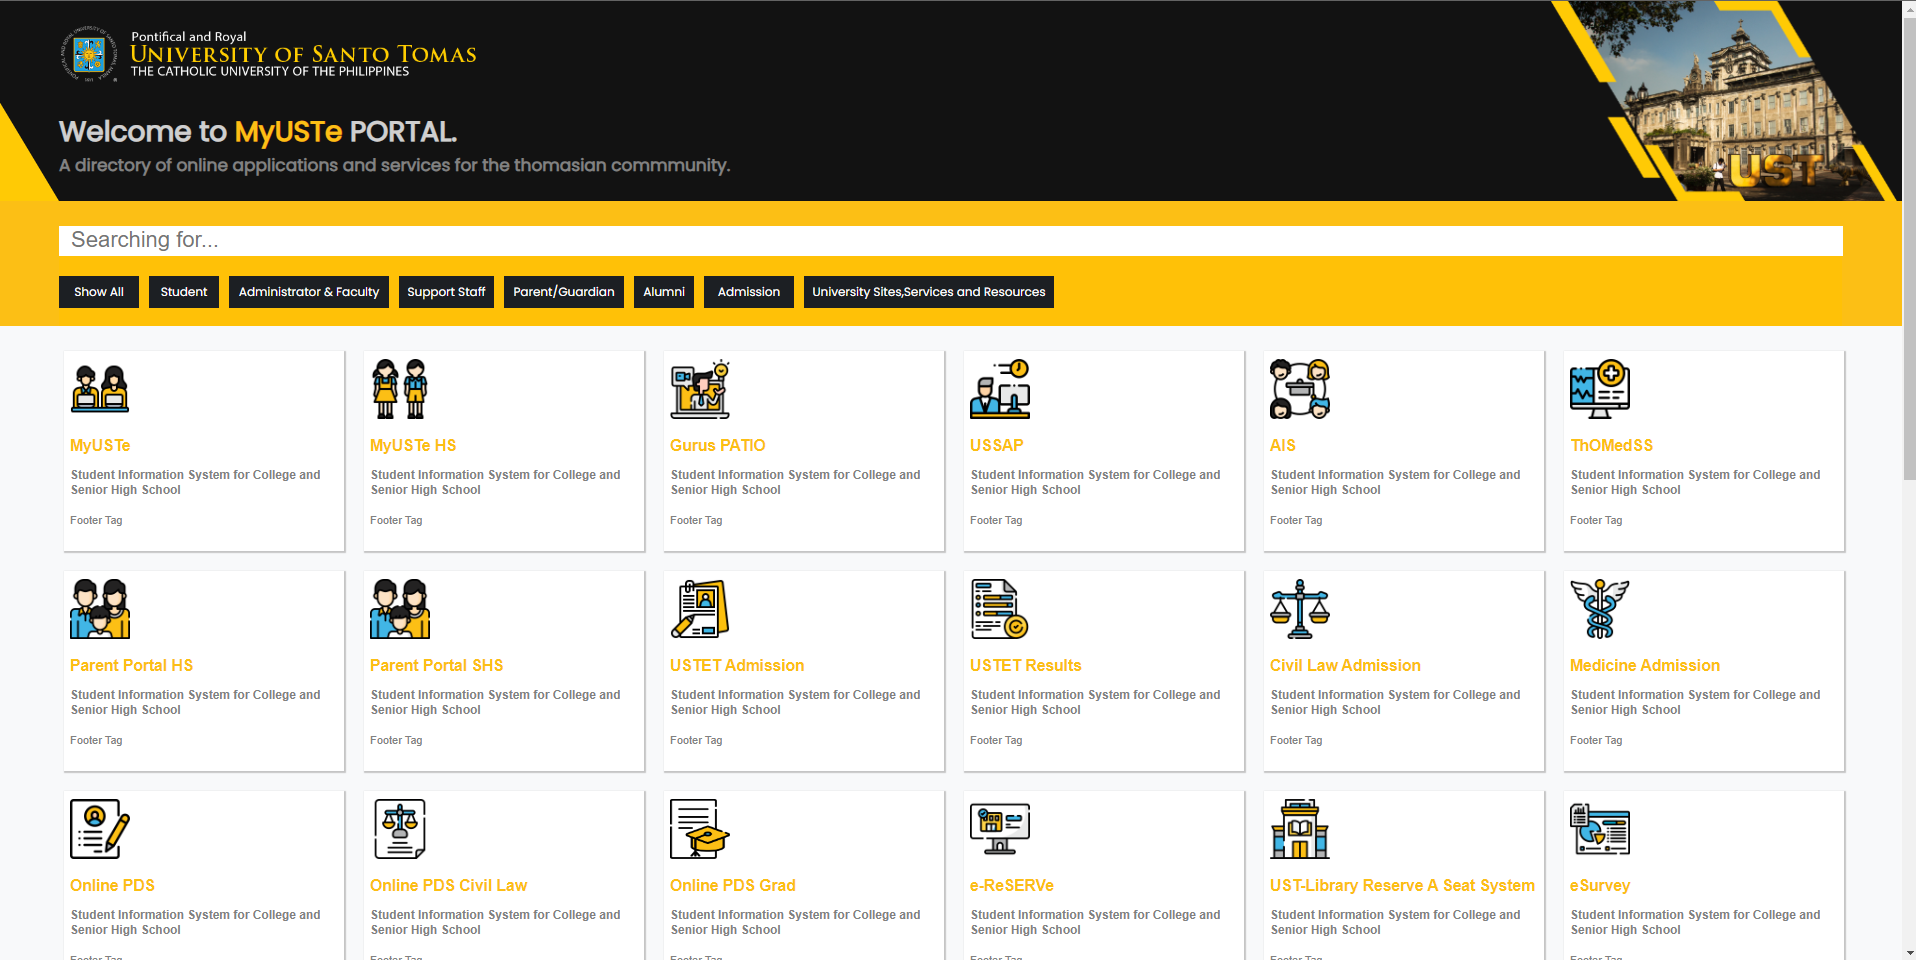 Pontifical and Royal
UNIVERSITY OF SANTO TOMAS
THE CATHOLIC UNIVERSITY OF THE PHILIPPINES
Welcome to MyUSTe PORTAL.
A directory of online applications and services for the thomasian commmunity.
UST
Searching for...
Show All
Student
Administrator & Faculty
Support Staff
Parent/Guardian
Alumni
Admission
University Sites,Services and Resources
MyUSTe
Student Information System for College and
Senior High School
Footer Tag
MyUSTe HS
Student Information System for College and
Senior High School
Footer Tag
Gurus PATIO
Student Information System for College and
Senior High School
Footer Tag
USSAP
Student Information System for College and
Senior High School
Footer Tag
AIS
Student Information System for College and
Senior High School
Footer Tag
ThOMedSS
Student Information System for College and
Senior High School
Footer Tag
Parent Portal HS
Student Information System for College and
Senior High School
Footer Tag
Parent Portal SHS
Student Information System for College and
Senior High School
Footer Tag
USTET Admission
Student Information System for College and
Senior High School
Footer Tag
USTET Results
Student Information System for College and
Senior High School
Footer Tag
Civil Law Admission
Student Information System for College and
Senior High School
Footer Tag
Medicine Admission
Student Information System for College and
Senior High School
Footer Tag
Online PDS
Student Information System for College and
Senior High School
Footer Tag
Online PDS Civil Law
Student Information System for College and
Senior High School
Footer Tag
Online PDS Grad
Student Information System for College and
Senior High School
Footer Tag
e-ReSERVe
Student Information System for College and
Senior High School
Footer Tag
UST-Library Reserve A Seat System
Student Information System for College and
Senior High School
Footer Tag
eSurvey
Student Information System for College and
Senior High School
Footer Tag